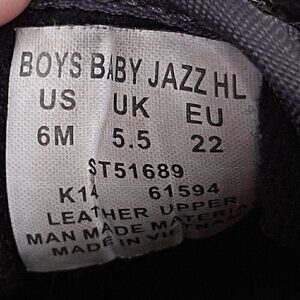 BOYS BABY JAZZ HL
US UK EU
6M 5.5 22
ST51689
K14 61594
LEATHER UPPER
MAN MADE MATERIA
MADE IN VIETNAM